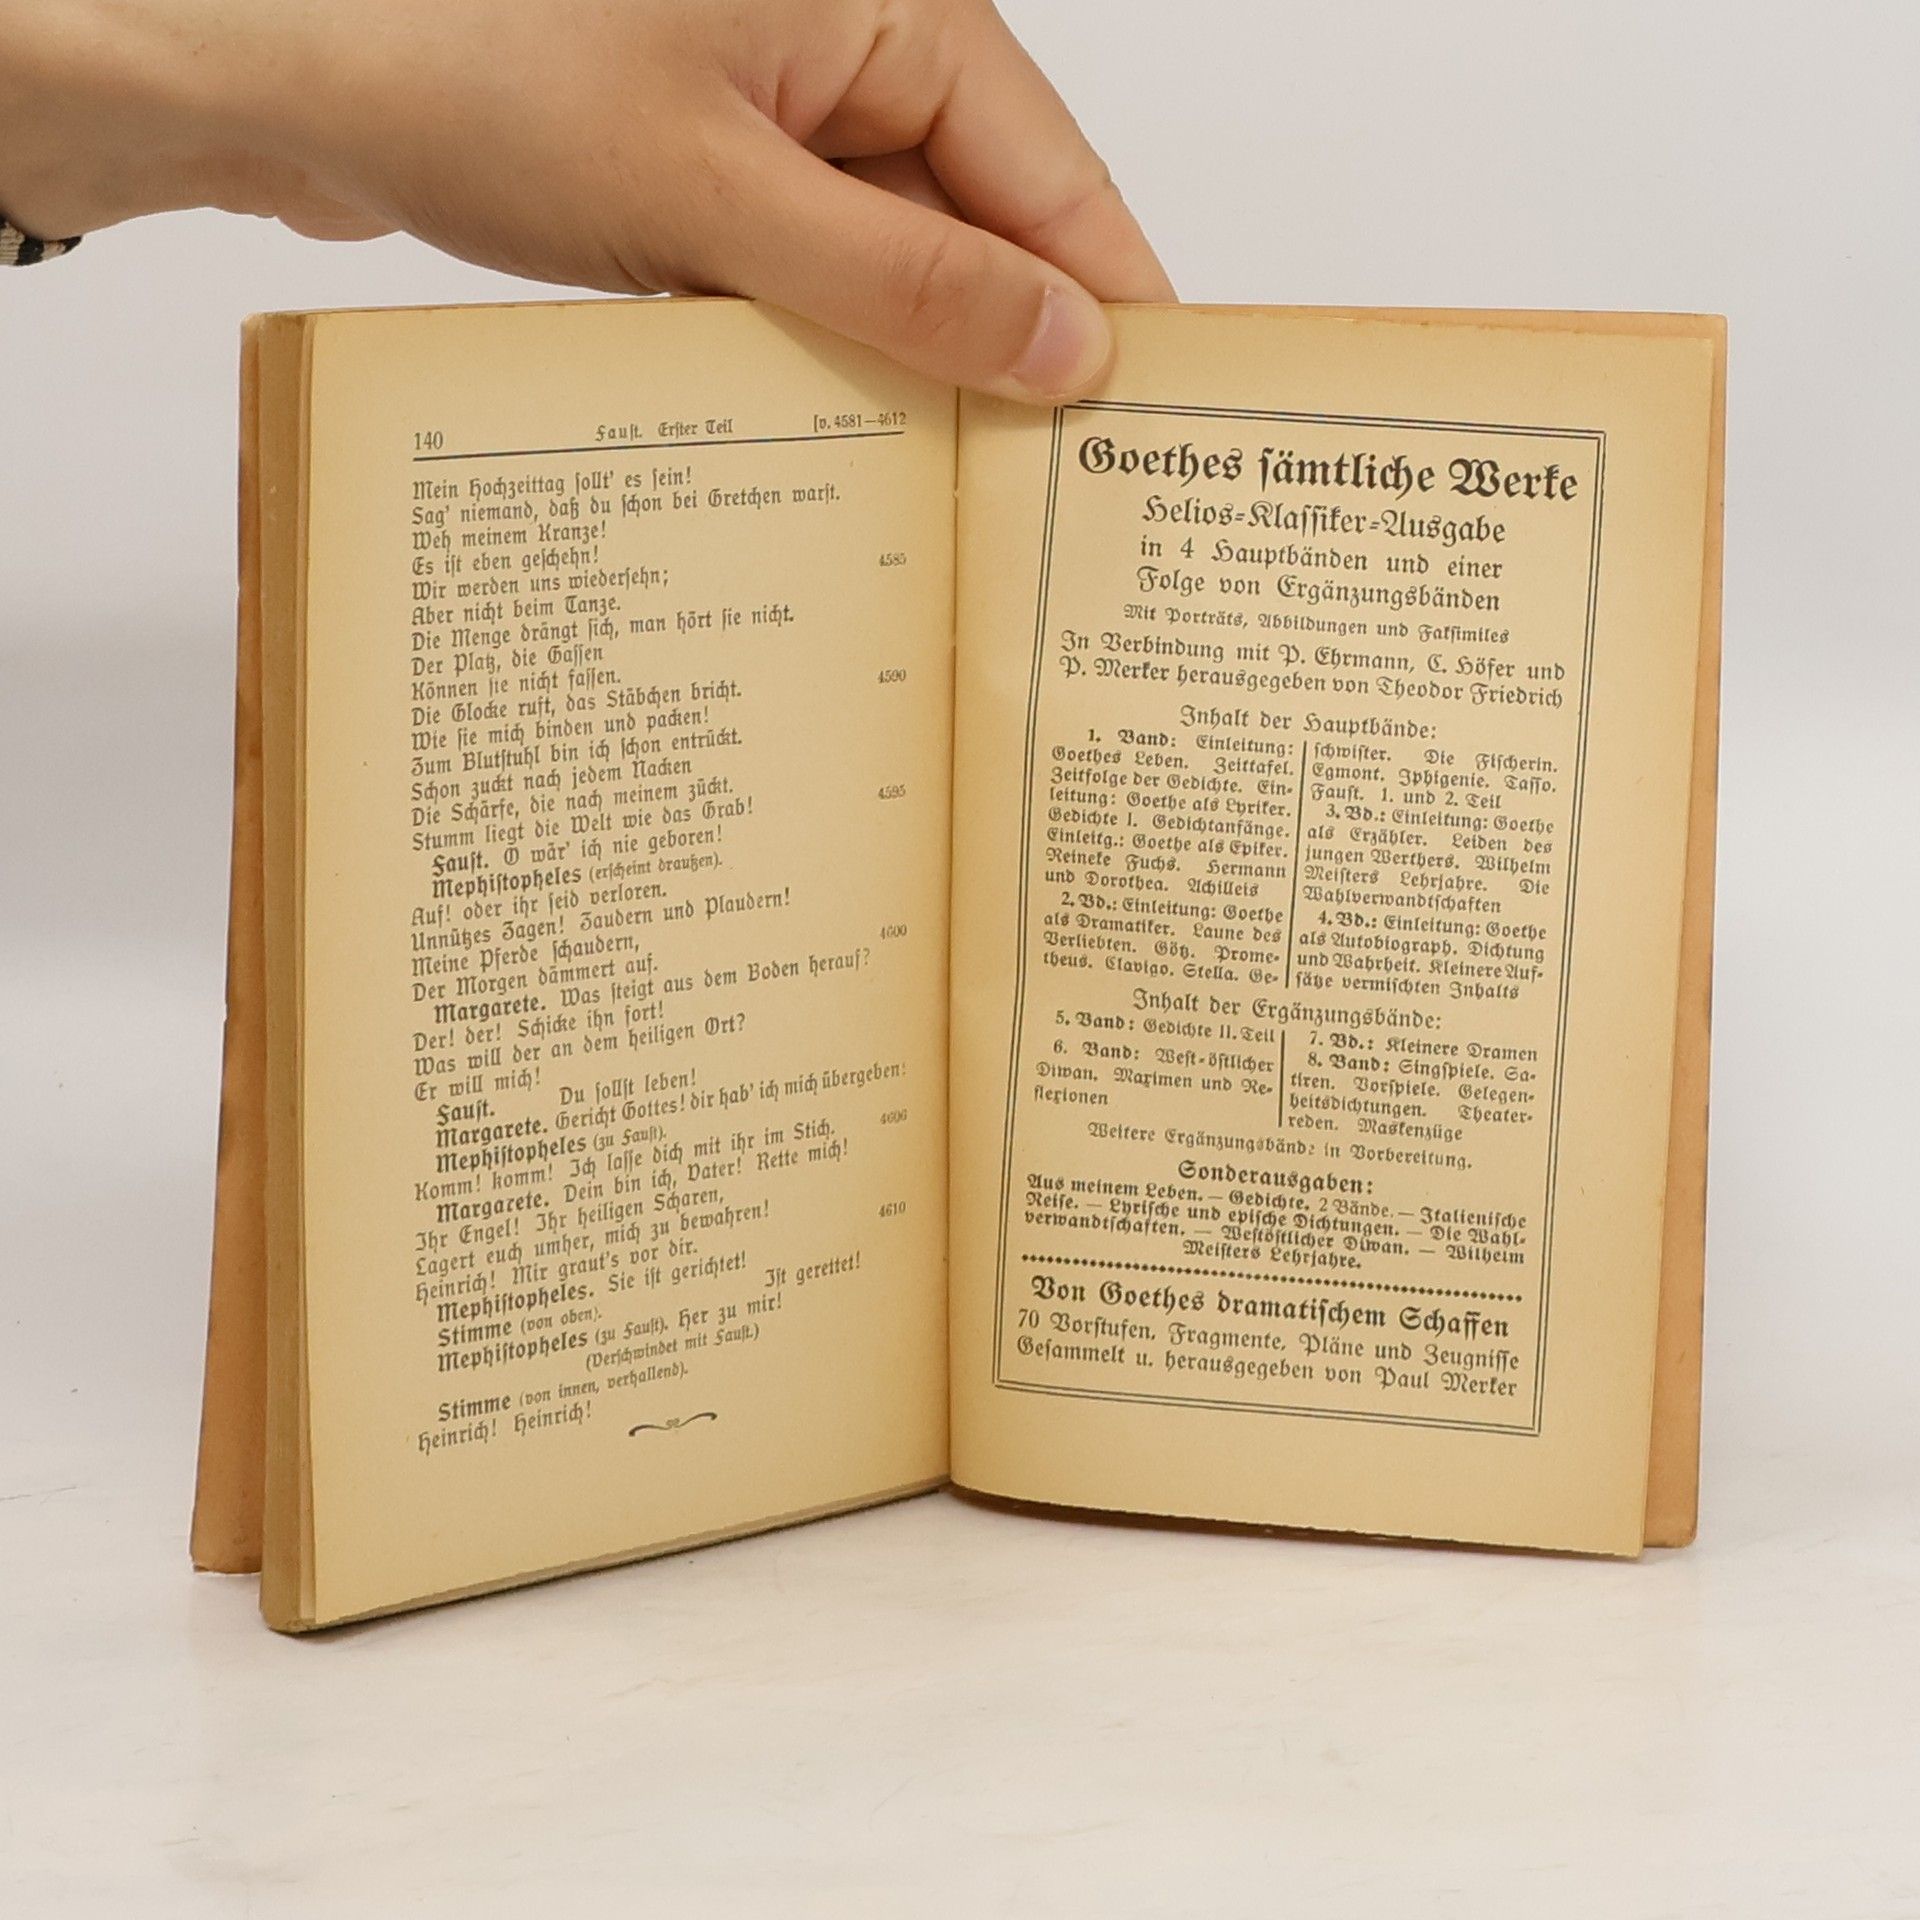 140 Fauſt. Erſter Teil [v. 4581—4612
Mein Hochzeittag ſollt' es ſein!
Sag' niemand, daß du ſchon bei Gretchen warſt.
Weh meinem Kranze!
Es iſt eben geſchehn! 4585
Wir werden uns wiederſehn;
Aber nicht beim Tanze.
Die Menge drängt ſich, man hört ſie nicht.
Der Platz, die Gaſſen
Können ſie nicht faſſen. 4590
Die Glocke ruft, das Stäbchen bricht.
Wie ſie mich binden und packen!
Zum Blutſtuhl bin ich ſchon entrückt.
Schon zuckt nach jedem Nacken
Die Schärfe, die nach meinem zückt. 4595
Stumm liegt die Welt wie das Grab!
Fauſt. O wär' ich nie geboren!
Mephiſtopheles (erſcheint draußen).
Auf! oder ihr ſeid verloren.
Unnützes Zagen! Zaudern und Plaudern!
Meine Pferde ſchaudern, 4600
Der Morgen dämmert auf.
Margarete. Was ſteigt aus dem Boden herauf?
Der! der! Schicke ihn fort!
Was will der an dem heiligen Ort?
Er will mich!
Fauſt. Du ſollſt leben!
Margarete. Gericht Gottes! dir hab' ich mich übergeben!
Mephiſtopheles (zu Fauſt).
Komm! komm! Ich laſſe dich mit ihr im Stich. 4606
Margarete. Dein bin ich, Vater! Rette mich!
Ihr Engel! Ihr heiligen Scharen,
Lagert euch umher, mich zu bewahren!
Heinrich! Mir graut's vor dir. 4610
Mephiſtopheles. Sie iſt gerichtet!
Stimme (von oben). Iſt gerettet!
Mephiſtopheles (zu Fauſt). Her zu mir!
(Verſchwindet mit Fauſt.)
Stimme (von innen, verhallend).
Heinrich! Heinrich!
Goethes ſämtliche Werke
Helios-Klaſſiker-Ausgabe
in 4 Hauptbänden und einer
Folge von Ergänzungsbänden
Mit Porträts, Abbildungen und Fakſimiles
In Verbindung mit P. Ehrmann, C. Höfer und
P. Merker herausgegeben von Theodor Friedrich
Inhalt der Hauptbände:
1. Band: Einleitung:
Goethes Leben. Zeittafel.
Zeitfolge der Gedichte. Ein-
leitung: Goethe als Lyriker.
Gedichte I. Gedichtanfänge.
Einleitg.: Goethe als Epiker.
Reineke Fuchs. Hermann
und Dorothea. Achilleis
2. Bd.: Einleitung: Goethe
als Dramatiker. Laune des
Verliebten. Götz. Prome-
theus. Clavigo. Stella. Ge-
ſchwiſter. Die Fiſcherin.
Egmont. Iphigenie. Taſſo.
Fauſt. 1. und 2. Teil
3. Bd.: Einleitung: Goethe
als Erzähler. Leiden des
jungen Werthers. Wilhelm
Meiſters Lehrjahre. Die
Wahlverwandtſchaften
4. Bd.: Einleitung: Goethe
als Autobiograph. Dichtung
und Wahrheit. Kleinere Auf-
ſätze vermiſchten Inhalts
Inhalt der Ergänzungsbände:
5. Band: Gedichte II. Teil
6. Band: Weſt-öſtlicher
Diwan. Maximen und Re-
flexionen
7. Bd.: Kleinere Dramen
8. Band: Singſpiele. Sa-
tiren. Vorſpiele. Gelegen-
heitsdichtungen. Theater-
reden. Maskenzüge
Weitere Ergänzungsbände in Vorbereitung.
Sonderausgaben:
Aus meinem Leben. — Gedichte. 2 Bände. — Italieniſche
Reiſe. — Lyriſche und epiſche Dichtungen. — Die Wahl-
verwandtſchaften. — Weſtöſtlicher Diwan. — Wilhelm
Meiſters Lehrjahre.
Von Goethes dramatiſchem Schaffen
70 Vorſtufen, Fragmente, Pläne und Zeugniſſe
Geſammelt u. herausgegeben von Paul Merker